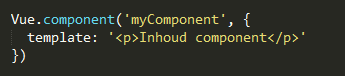 Vue.component('myComponent', {
  template: '<p>Inhoud component</p>'
})